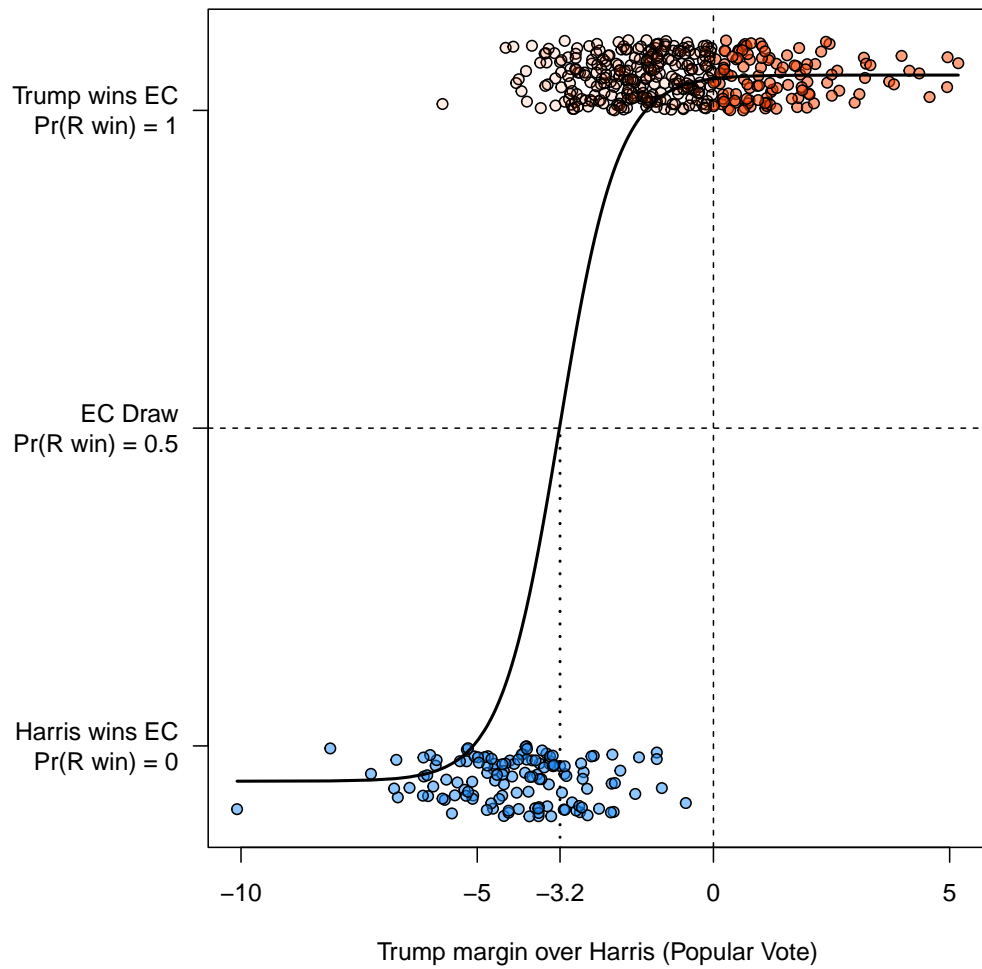 Trump wins EC
Pr(R win) = 1
EC Draw
Pr(R win) = 0.5
Harris wins EC
Pr(R win) = 0
−10
−5
−3.2
0
5
Trump margin over Harris (Popular Vote)